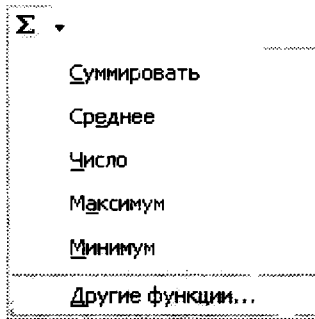 Σ
Суммировать
Среднее
Число
Максимум
Минимум
Другие функции...